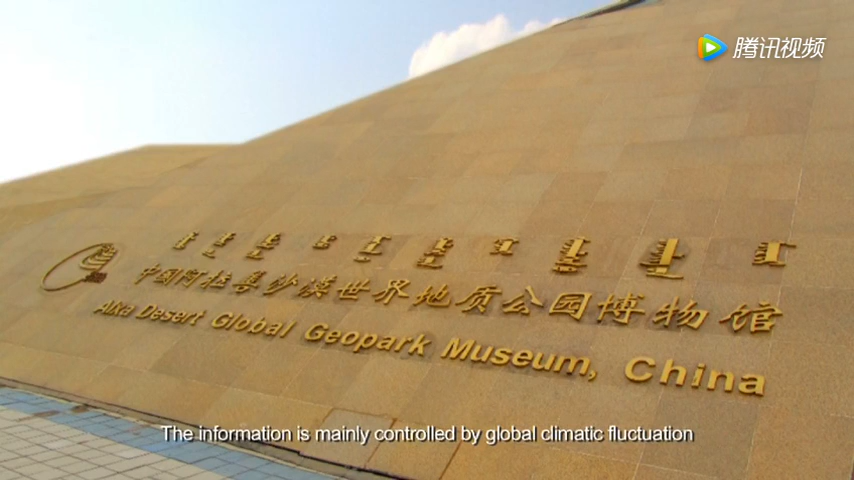 腾讯视频
中国阿拉善沙漠世界地质公园博物馆
Alxa Desert Global Geopark Museum, China
The information is mainly controlled by global climatic fluctuation